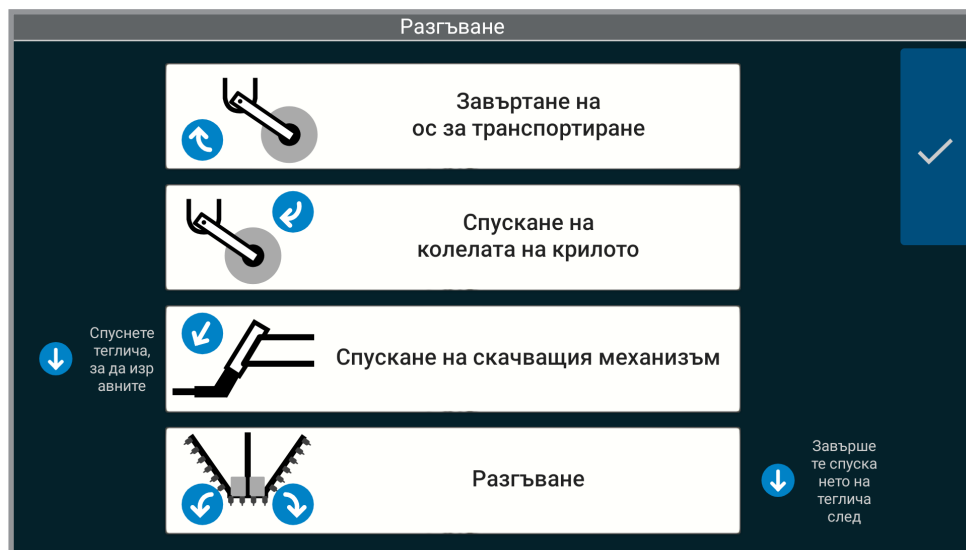 Разгъване
Завъртане на
ос за транспортиране
Спускане на
колелата на крилото
Спуснете
теглича,
за да изр
авните
Спускане на скачващия механизъм
Разгъване
Завърше
те спуска
нето на
теглича
след